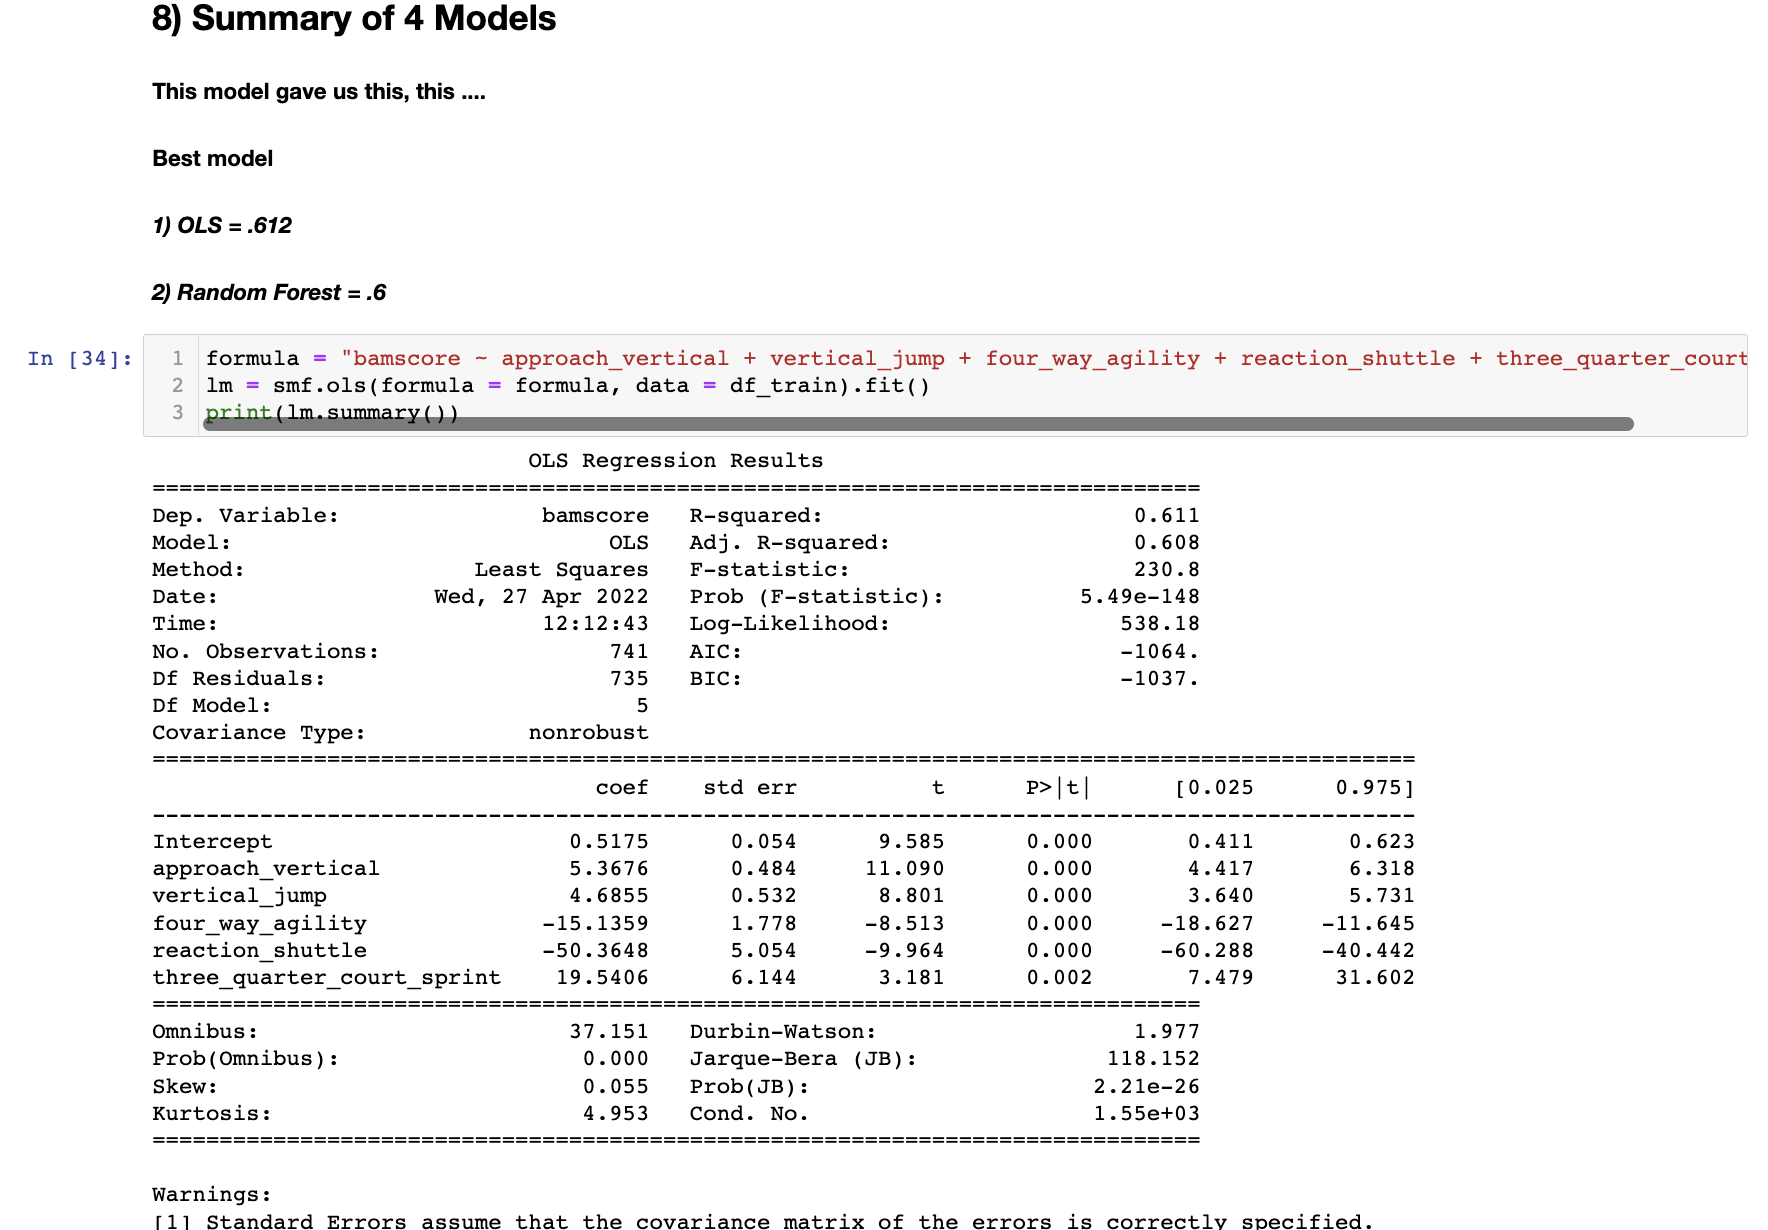 8) Summary of 4 Models
This model gave us this, this ....
Best model
1) OLS = .612
2) Random Forest = .6
In [34]:
1 formula = "bamscore ~ approach_vertical + vertical_jump + four_way_agility + reaction_shuttle + three_quarter_court
2 lm = smf.ols(formula = formula, data = df_train).fit()
3 print(lm.summary())
OLS Regression Results
==============================================================================
Dep. Variable: bamscore R-squared: 0.611
Model: OLS Adj. R-squared: 0.608
Method: Least Squares F-statistic: 230.8
Date: Wed, 27 Apr 2022 Prob (F-statistic): 5.49e-148
Time: 12:12:43 Log-Likelihood: 538.18
No. Observations: 741 AIC: -1064.
Df Residuals: 735 BIC: -1037.
Df Model: 5
Covariance Type: nonrobust
==============================================================================================
coef std err t P>|t| [0.025 0.975]
----------------------------------------------------------------------------------------------
Intercept 0.5175 0.054 9.585 0.000 0.411 0.623
approach_vertical 5.3676 0.484 11.090 0.000 4.417 6.318
vertical_jump 4.6855 0.532 8.801 0.000 3.640 5.731
four_way_agility -15.1359 1.778 -8.513 0.000 -18.627 -11.645
reaction_shuttle -50.3648 5.054 -9.964 0.000 -60.288 -40.442
three_quarter_court_sprint 19.5406 6.144 3.181 0.002 7.479 31.602
==============================================================================
Omnibus: 37.151 Durbin-Watson: 1.977
Prob(Omnibus): 0.000 Jarque-Bera (JB): 118.152
Skew: 0.055 Prob(JB): 2.21e-26
Kurtosis: 4.953 Cond. No. 1.55e+03
==============================================================================
Warnings:
[1] Standard Errors assume that the covariance matrix of the errors is correctly specified.